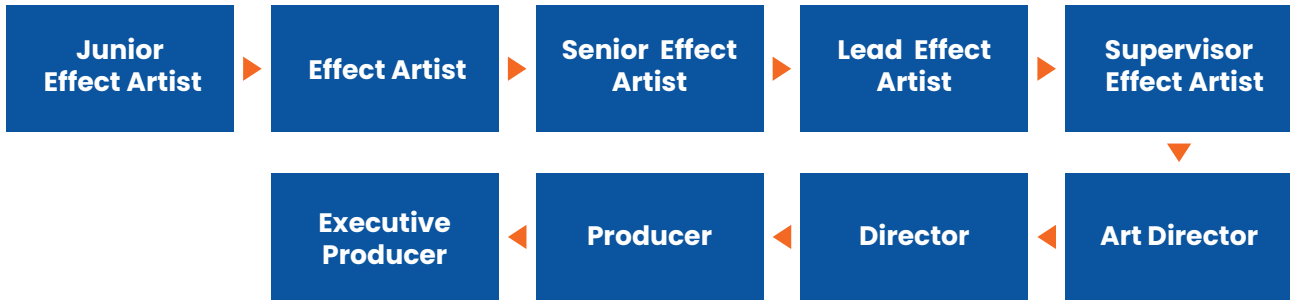 Junior
Effect Artist
Effect Artist
Senior Effect
Artist
Lead Effect
Artist
Supervisor
Effect Artist
Art Director
Director
Producer
Executive
Producer